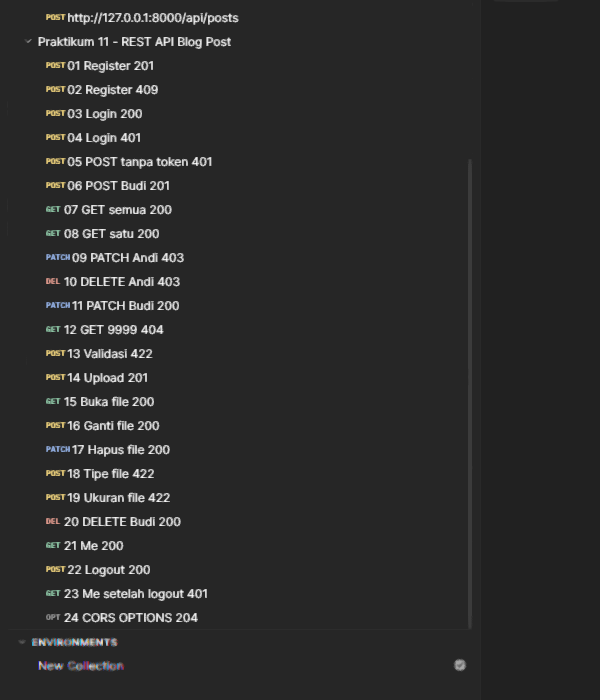 POST http://127.0.0.1:8000/api/posts
Praktikum 11 - REST API Blog Post
POST 01 Register 201
POST 02 Register 409
POST 03 Login 200
POST 04 Login 401
POST 05 POST tanpa token 401
POST 06 POST Budi 201
GET 07 GET semua 200
GET 08 GET satu 200
PATCH 09 PATCH Andi 403
DEL 10 DELETE Andi 403
PATCH 11 PATCH Budi 200
GET 12 GET 9999 404
POST 13 Validasi 422
POST 14 Upload 201
GET 15 Buka file 200
POST 16 Ganti file 200
PATCH 17 Hapus file 200
POST 18 Tipe file 422
POST 19 Ukuran file 422
DEL 20 DELETE Budi 200
GET 21 Me 200
POST 22 Logout 200
GET 23 Me setelah logout 401
OPT 24 CORS OPTIONS 204
ENVIRONMENTS
New Collection